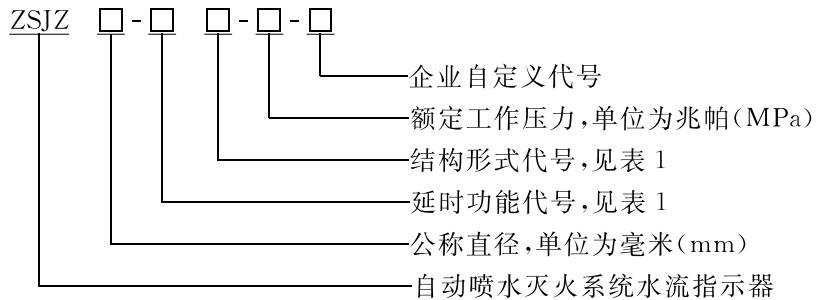 ZSJZ □-□ □-□-□
企业自定义代号
额定工作压力,单位为兆帕(MPa)
结构形式代号,见表1
延时功能代号,见表1
公称直径,单位为毫米(mm)
自动喷水灭火系统水流指示器